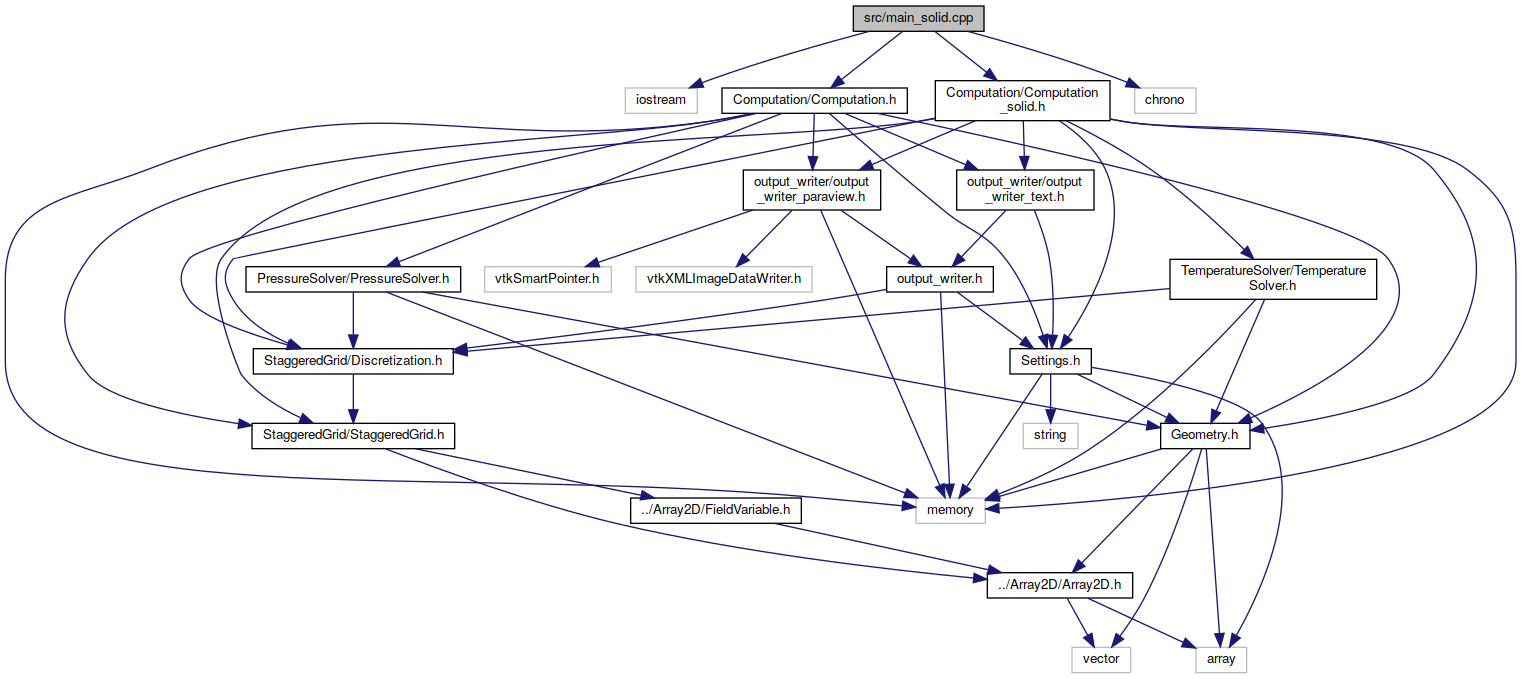 src/main_solid.cpp
iostream
Computation/Computation.h
Computation/Computation
_solid.h
chrono
output_writer/output
_writer_paraview.h
output_writer/output
_writer_text.h
PressureSolver/PressureSolver.h
vtkSmartPointer.h
vtkXMLImageDataWriter.h
output_writer.h
TemperatureSolver/Temperature
Solver.h
StaggeredGrid/Discretization.h
Settings.h
StaggeredGrid/StaggeredGrid.h
string
Geometry.h
../Array2D/FieldVariable.h
memory
../Array2D/Array2D.h
vector
array